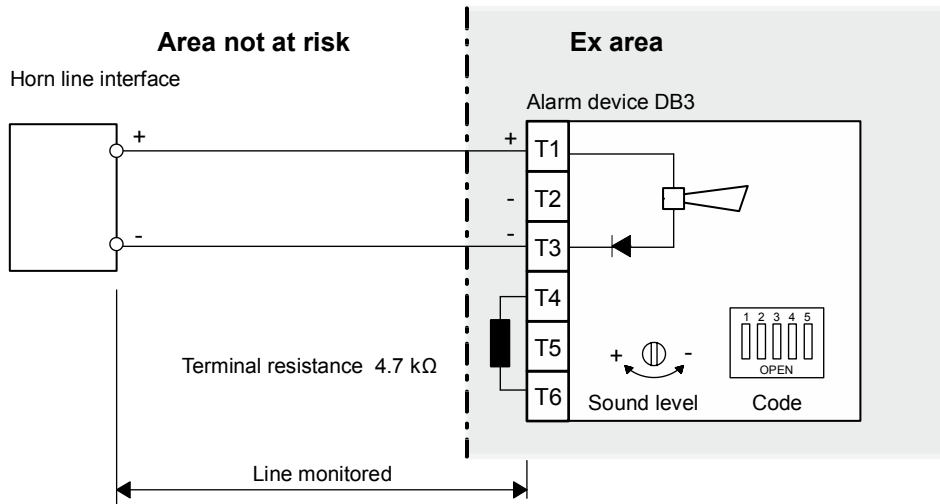 Area not at risk
Ex area
Horn line interface
Alarm device DB3
+
+
T1
-
T2
-
-
T3
T4
T5
T6
Terminal resistance 4.7 kΩ
+
-
Sound level
1 2 3 4 5
OPEN
Code
Line monitored